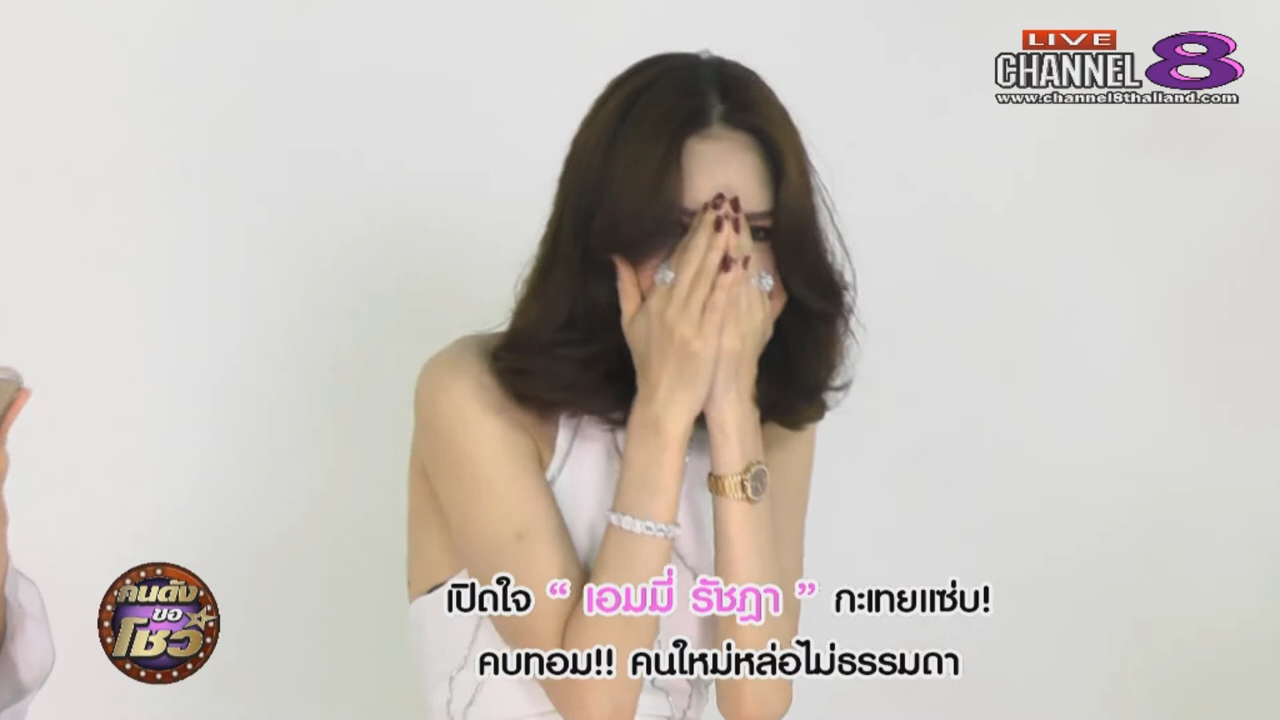 LIVE
CHANNEL 8
www.channel8thailand.com
คนดัง
ขอ
โชว์
เปิดใจ “ เอมมี่ รัชฎา ” กะเทยแซ่บ!
คบทอม!! คนใหม่หล่อไม่ธรรมดา